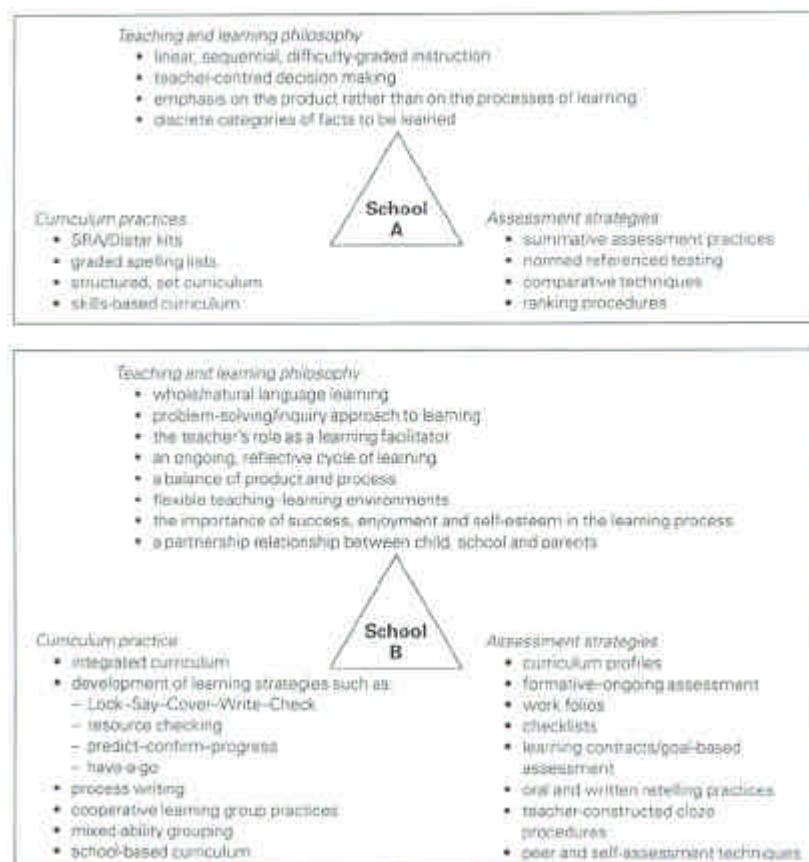 Teaching and learning philosophy
• linear, sequential, difficulty-graded instruction
• teacher-centred decision making
• emphasis on the product rather than on the processes of learning
• discrete categories of facts to be learned
School
A
Curriculum practices
• SRA/Distar kits
• graded spelling lists
• structured, set curriculum
• skills-based curriculum
Assessment strategies
• summative assessment practices
• normed referenced testing
• comparative techniques
• ranking procedures
Teaching and learning philosophy
• whole/natural language learning
• problem-solving/inquiry approach to learning
• the teacher's role as a learning facilitator
• an ongoing, reflective cycle of learning
• a balance of product and process
• flexible teaching–learning environments
• the importance of success, enjoyment and self-esteem in the learning process
• a partnership relationship between child, school and parents
School
B
Curriculum practice
• integrated curriculum
• development of learning strategies such as:
– Look–Say–Cover–Write–Check
– resource checking
– predict–confirm–progress
– have-a-go
• process writing
• cooperative learning group practices
• mixed-ability grouping
• school-based curriculum
Assessment strategies
• curriculum profiles
• formative–ongoing assessment
• work folios
• checklists
• learning contracts/goal-based
assessment
• oral and written retelling practices
• teacher-constructed cloze
procedures
• peer and self-assessment techniques